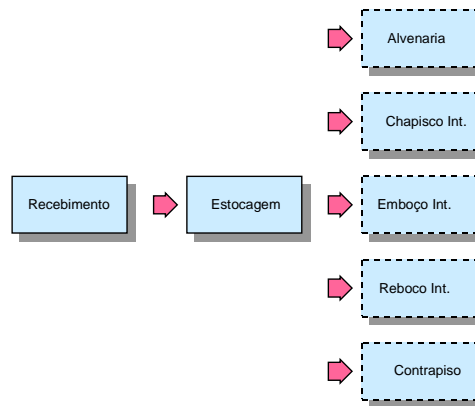 Alvenaria
Chapisco Int.
Recebimento
Estocagem
Emboço Int.
Reboco Int.
Contrapiso